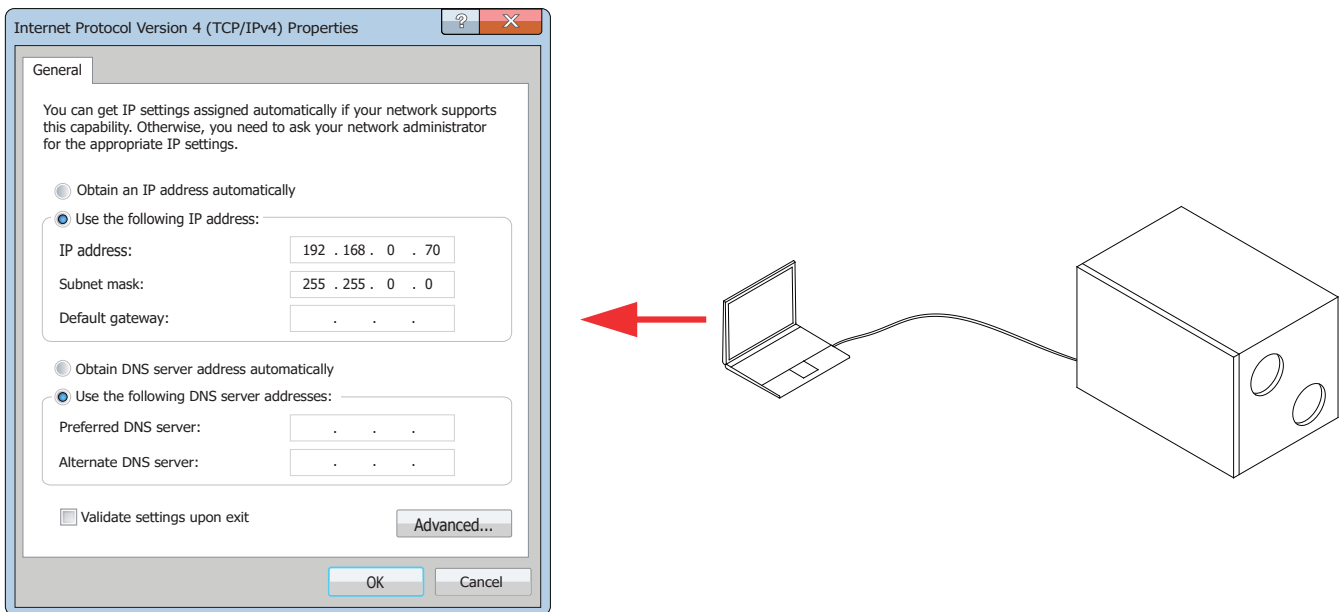 Internet Protocol Version 4 (TCP/IPv4) Properties
?
X
General
You can get IP settings assigned automatically if your network supports
this capability. Otherwise, you need to ask your network administrator
for the appropriate IP settings.
Obtain an IP address automatically
Use the following IP address:
IP address: 192 . 168 . 0 . 70
Subnet mask: 255 . 255 . 0 . 0
Default gateway: . . .
Obtain DNS server address automatically
Use the following DNS server addresses:
Preferred DNS server: . . .
Alternate DNS server: . . .
Validate settings upon exit
Advanced...
OK Cancel